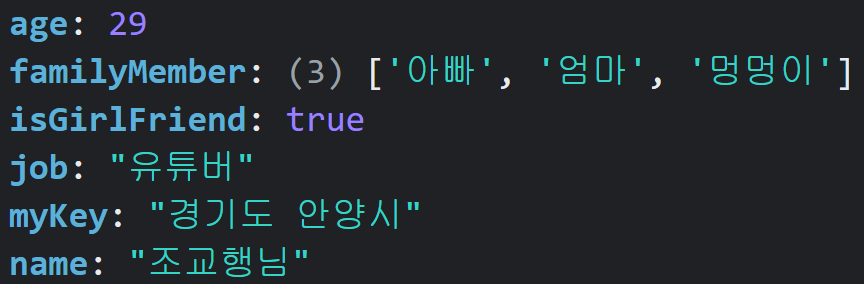 age: 29
familyMember: (3) ['아빠', '엄마', '멍멍이']
isGirlFriend: true
job: "유튜버"
myKey: "경기도 안양시"
name: "조교행님"